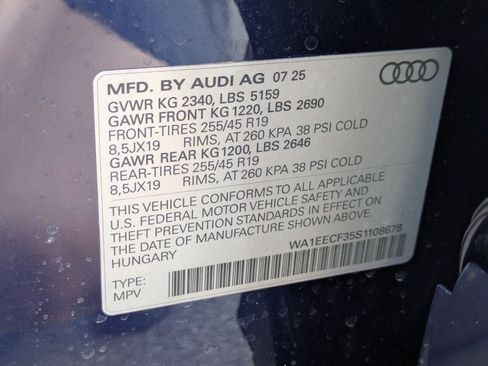 MFD. BY AUDI AG 07 25
GVWR KG 2340, LBS 5159
GAWR FRONT KG 1220, LBS 2690
FRONT-TIRES 255/45 R19
8,5JX19 RIMS, AT 260 KPA 38 PSI COLD
GAWR REAR KG 1200, LBS 2646
REAR-TIRES 255/45 R19
8,5JX19 RIMS, AT 260 KPA 38 PSI COLD
THIS VEHICLE CONFORMS TO ALL APPLICABLE
U.S. FEDERAL MOTOR VEHICLE SAFETY AND
THEFT PREVENTION STANDARDS IN EFFECT ON
THE DATE OF MANUFACTURE SHOWN ABOVE.
HUNGARY
WA1EECF35S1108678
TYPE:
MPV